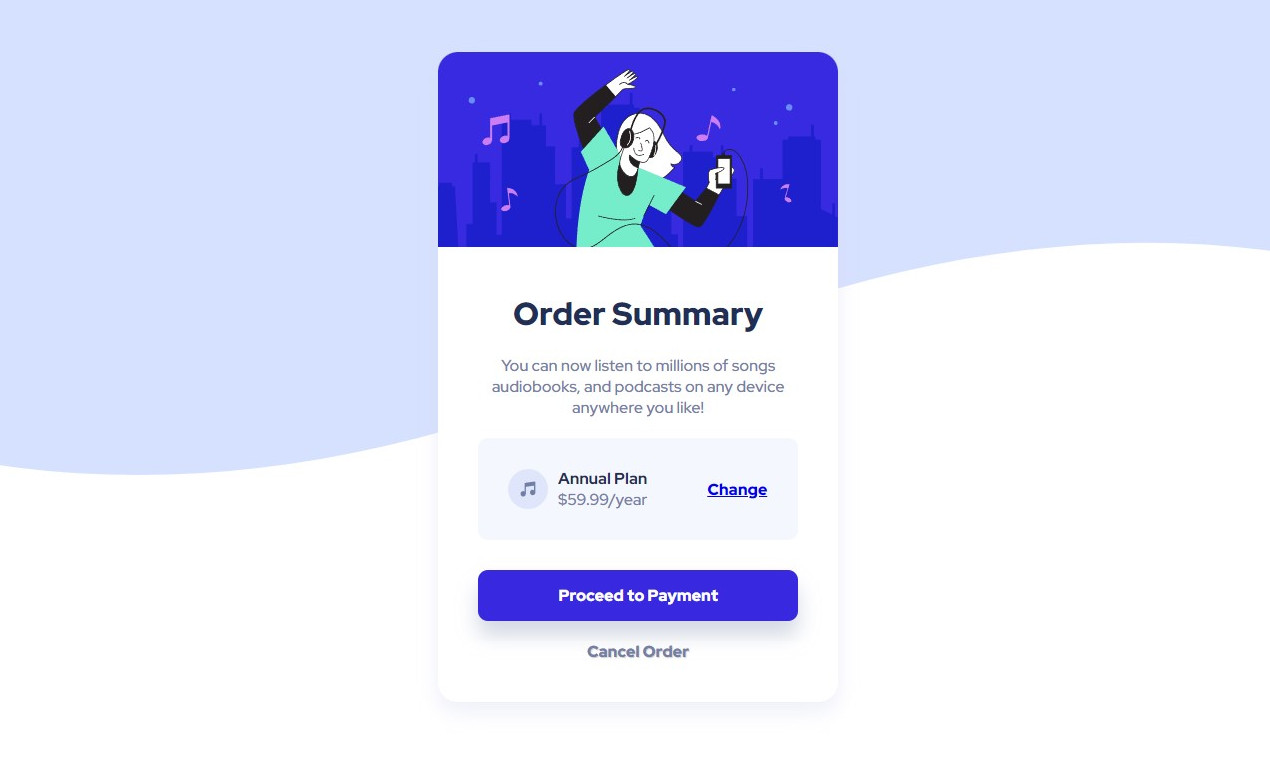 Order Summary
You can now listen to millions of songs
audiobooks, and podcasts on any device
anywhere you like!
Annual Plan
$59.99/year
Change
Proceed to Payment
Cancel Order